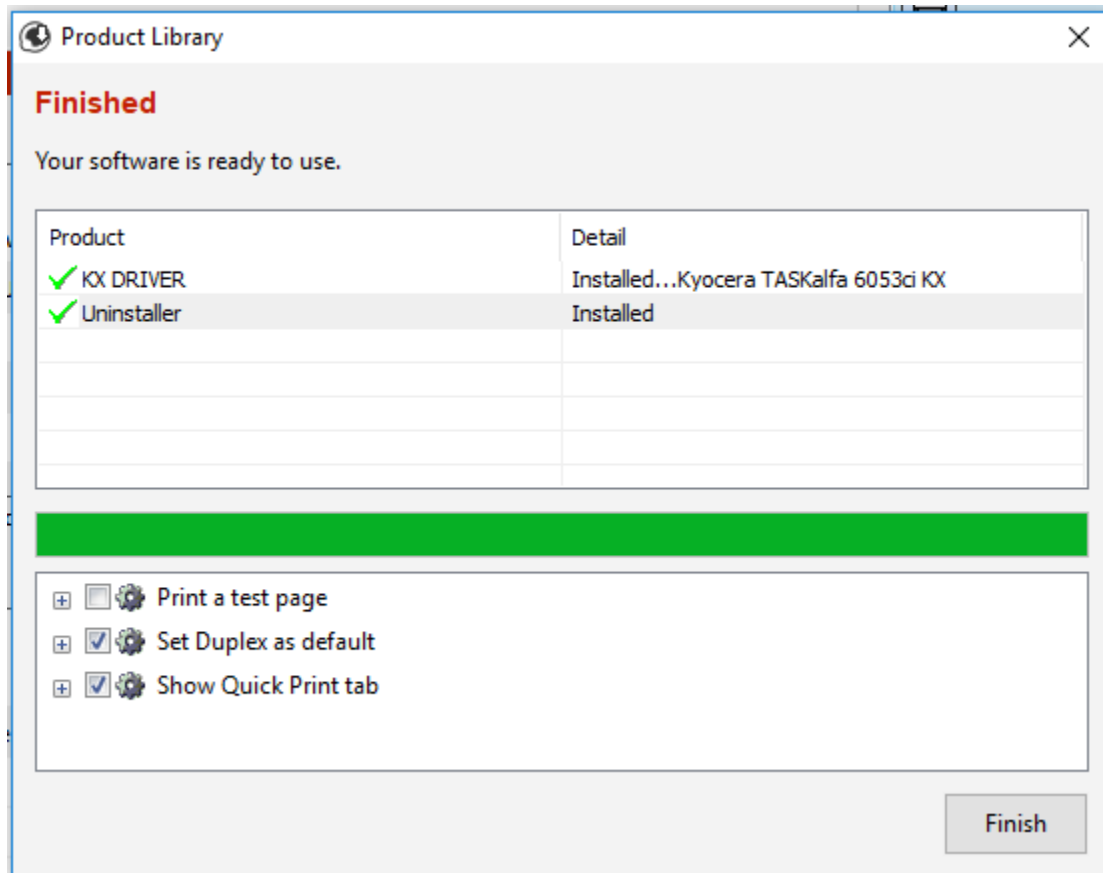 Product Library
Finished
Your software is ready to use.
Product Detail
KX DRIVER Installed...Kyocera TASKalfa 6053ci KX
Uninstaller Installed
Print a test page
Set Duplex as default
Show Quick Print tab
Finish